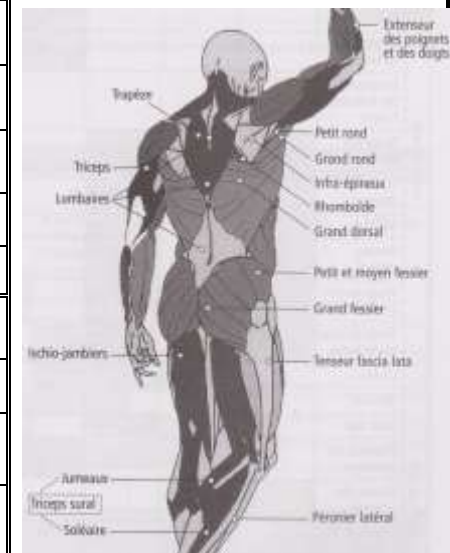 Extenseur
des poignets
et des doigts
Trapèze
Petit rond
Grand rond
Triceps
Infra-épineux
Lombaires
Rhomboïde
Grand dorsal
Petit et moyen fessier
Grand fessier
Ischio-jambiers
Tenseur fascia lata
Jumeaux
Triceps sural
Soléaire
Péronier latéral